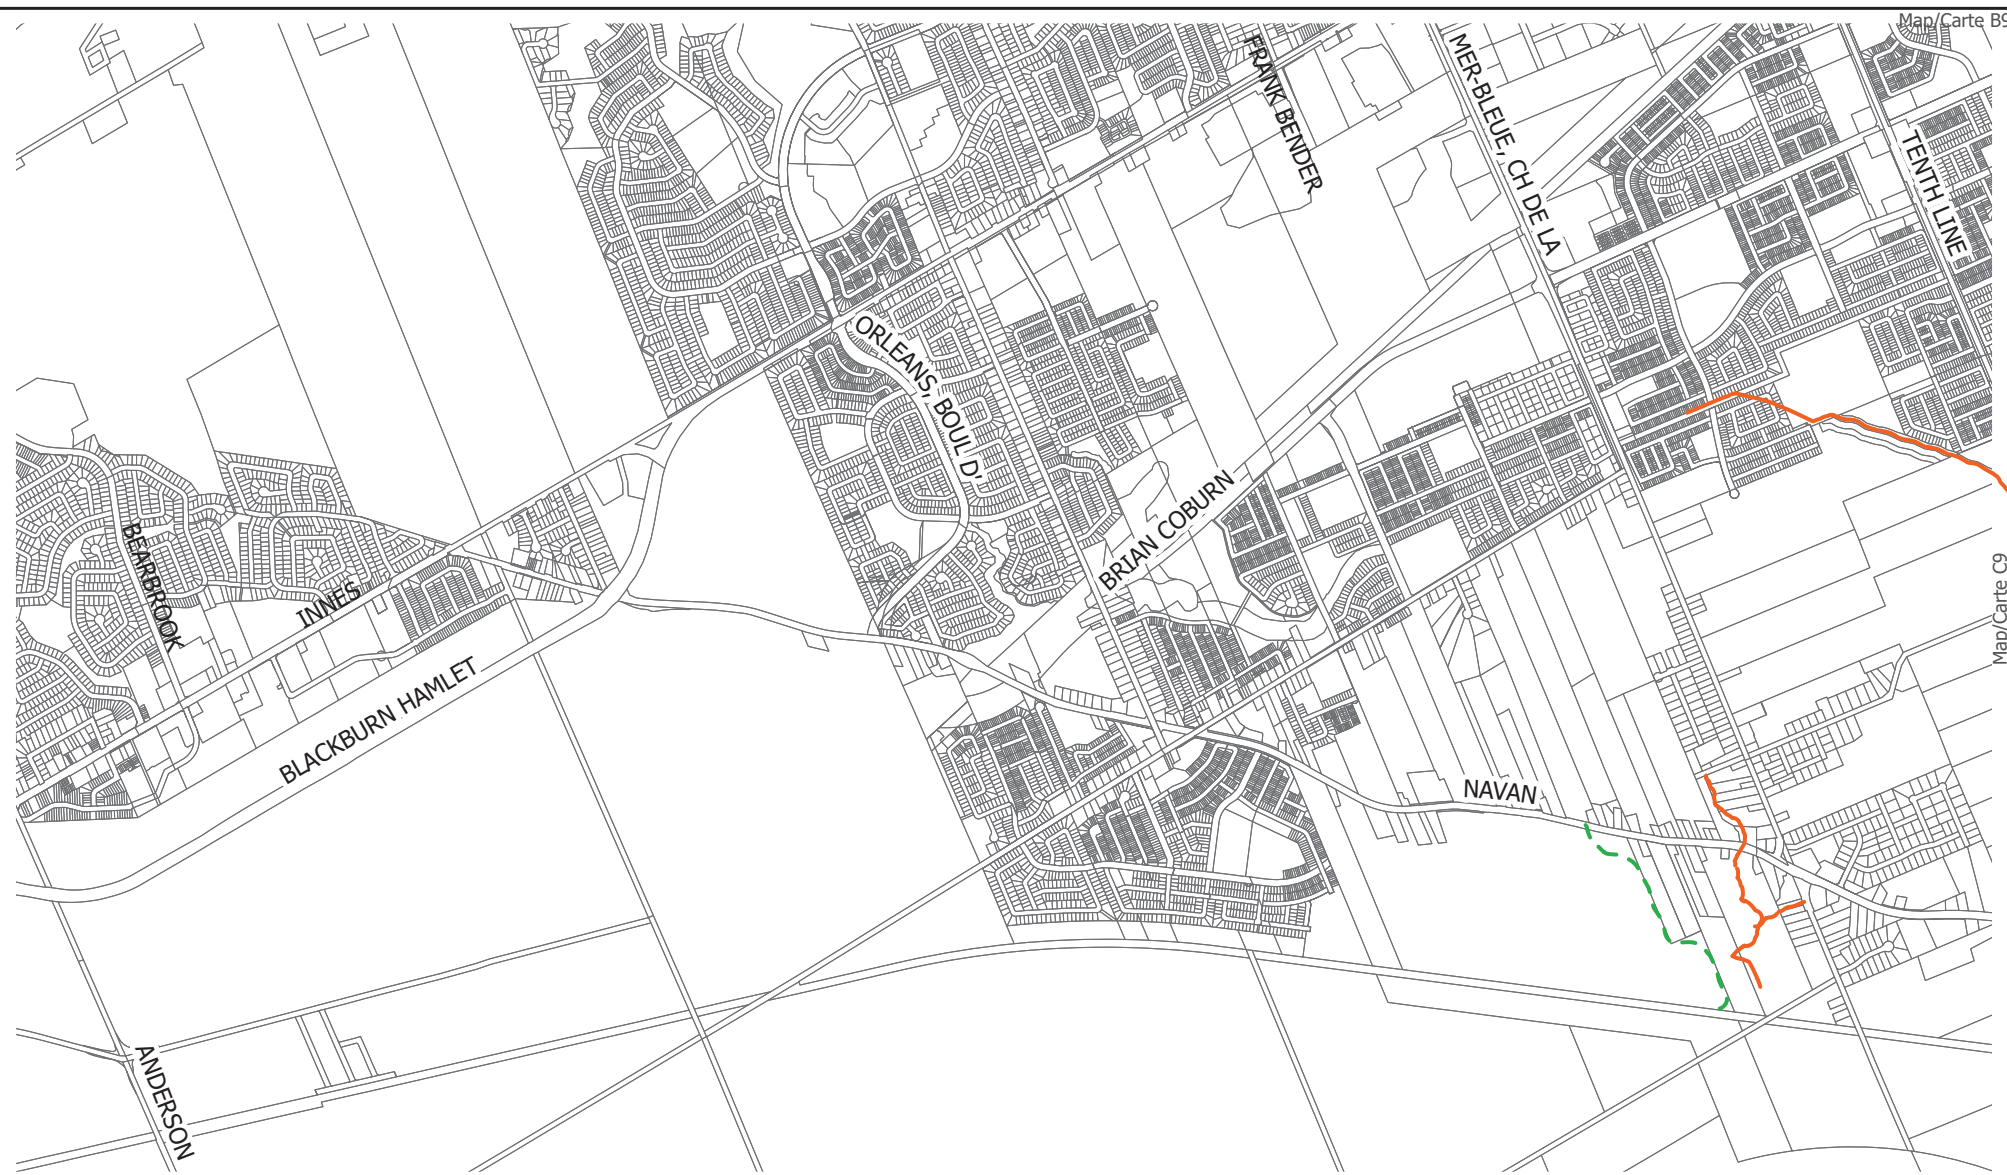 Map/Carte B9
FRANK BENDER
MER-BLEUE, CH DE LA
TENTH LINE
ORLEANS, BOUL D',
BRIAN COBURN
BEARBROOK
INNES
BLACKBURN HAMLET
Map/Carte C9
NAVAN
ANDERSON